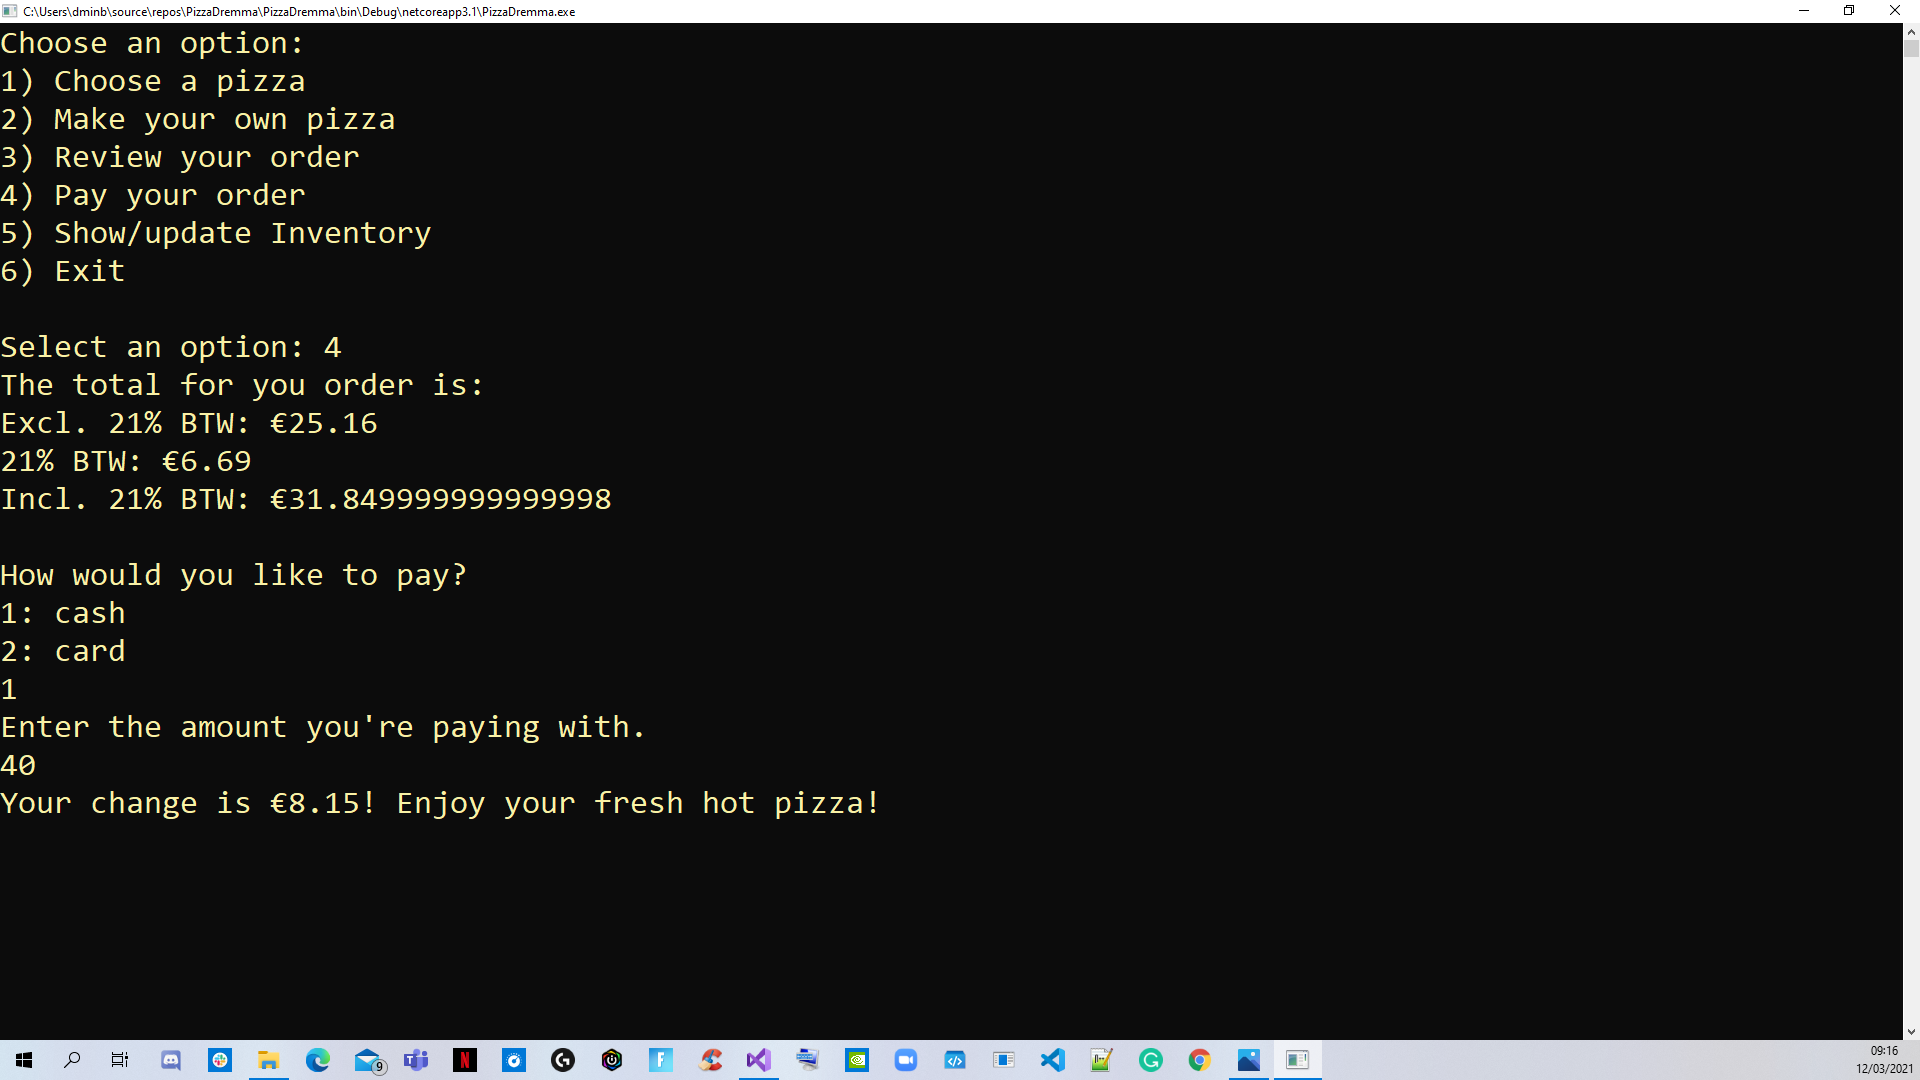 C:\Users\dminb\source\repos\PizzaDremma\PizzaDremma\bin\Debug\netcoreapp3.1\PizzaDremma.exe
Choose an option:
1) Choose a pizza
2) Make your own pizza
3) Review your order
4) Pay your order
5) Show/update Inventory
6) Exit
Select an option: 4
The total for you order is:
Excl. 21% BTW: €25.16
21% BTW: €6.69
Incl. 21% BTW: €31.849999999999998
How would you like to pay?
1: cash
2: card
1
Enter the amount you're paying with.
40
Your change is €8.15! Enjoy your fresh hot pizza!
9
09:16
12/03/2021